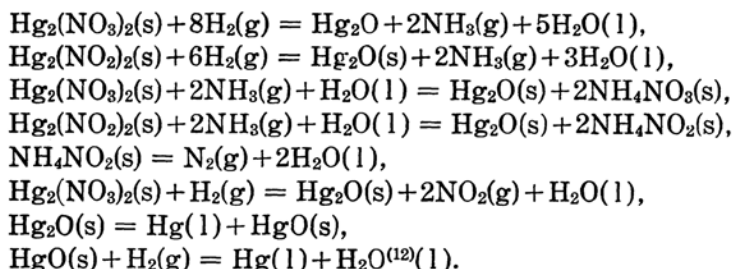 Hg₂(NO₃)₂(s)+8H₂(g) = Hg₂O+2NH₃(g)+5H₂O(l),
Hg₂(NO₂)₂(s)+6H₂(g) = Hg₂O(s)+2NH₃(g)+3H₂O(l),
Hg₂(NO₃)₂(s)+2NH₃(g)+H₂O(l) = Hg₂O(s)+2NH₄NO₃(s),
Hg₂(NO₂)₂(s)+2NH₃(g)+H₂O(l) = Hg₂O(s)+2NH₄NO₂(s),
NH₄NO₂(s) = N₂(g)+2H₂O(l),
Hg₂(NO₃)₂(s)+H₂(g) = Hg₂O(s)+2NO₂(g)+H₂O(l),
Hg₂O(s) = Hg(l)+HgO(s),
HgO(s)+H₂(g) = Hg(l)+H₂O⁽¹²⁾(l).